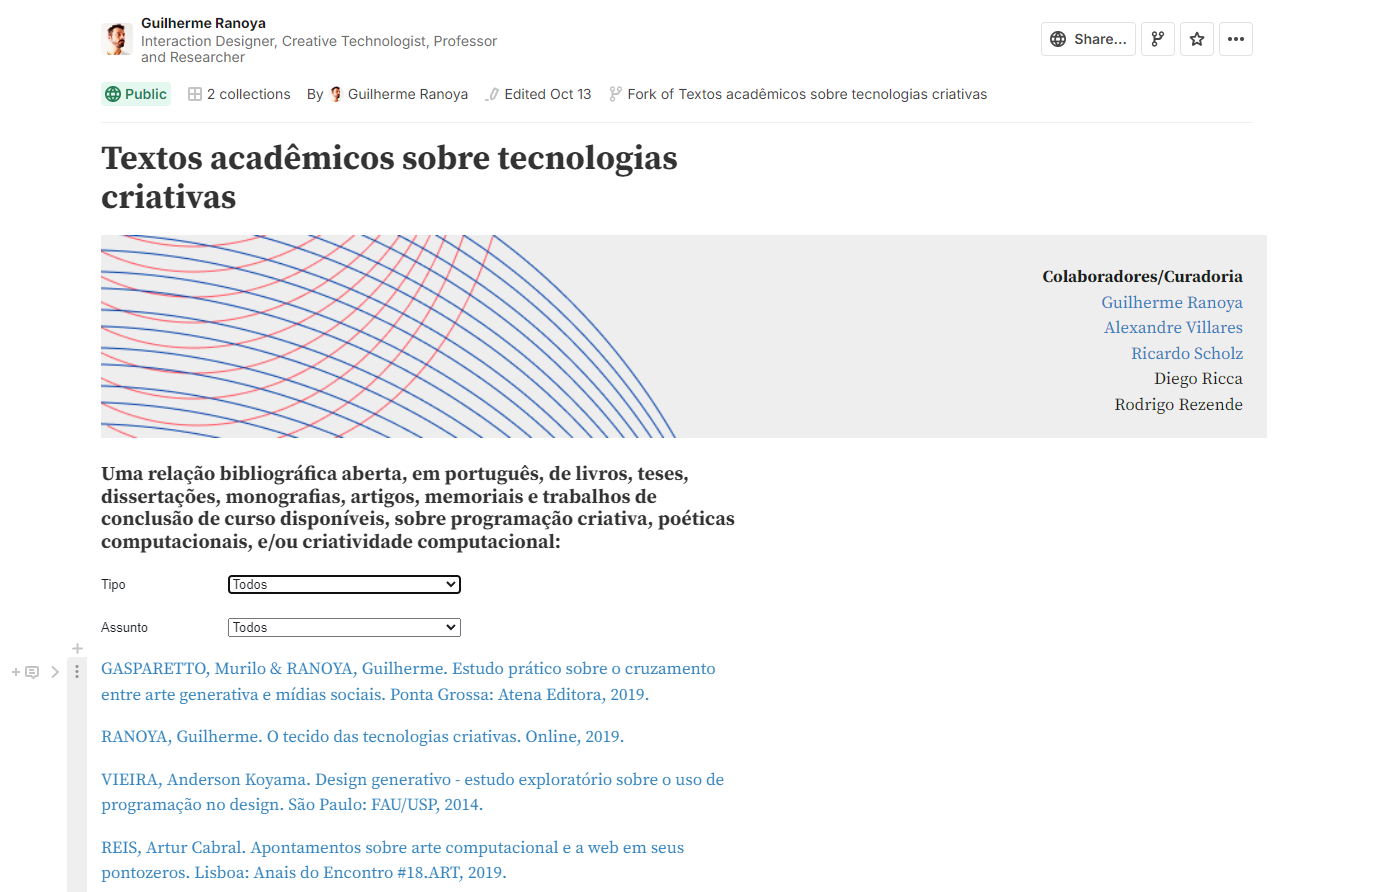 Guilherme Ranoya
Interaction Designer, Creative Technologist, Professor
and Researcher
Share...
Public
2 collections
By Guilherme Ranoya
Edited Oct 13
Fork of Textos acadêmicos sobre tecnologias criativas
Textos acadêmicos sobre tecnologias
criativas
Colaboradores/Curadoria
Guilherme Ranoya
Alexandre Villares
Ricardo Scholz
Diego Ricca
Rodrigo Rezende
Uma relação bibliográfica aberta, em português, de livros, teses,
dissertações, monografias, artigos, memoriais e trabalhos de
conclusão de curso disponíveis, sobre programação criativa, poéticas
computacionais, e/ou criatividade computacional:
Tipo
Todos
Assunto
Todos
GASPARETTO, Murilo & RANOYA, Guilherme. Estudo prático sobre o cruzamento
entre arte generativa e mídias sociais. Ponta Grossa: Atena Editora, 2019.
RANOYA, Guilherme. O tecido das tecnologias criativas. Online, 2019.
VIEIRA, Anderson Koyama. Design generativo - estudo exploratório sobre o uso de
programação no design. São Paulo: FAU/USP, 2014.
REIS, Artur Cabral. Apontamentos sobre arte computacional e a web em seus
pontozeros. Lisboa: Anais do Encontro #18.ART, 2019.